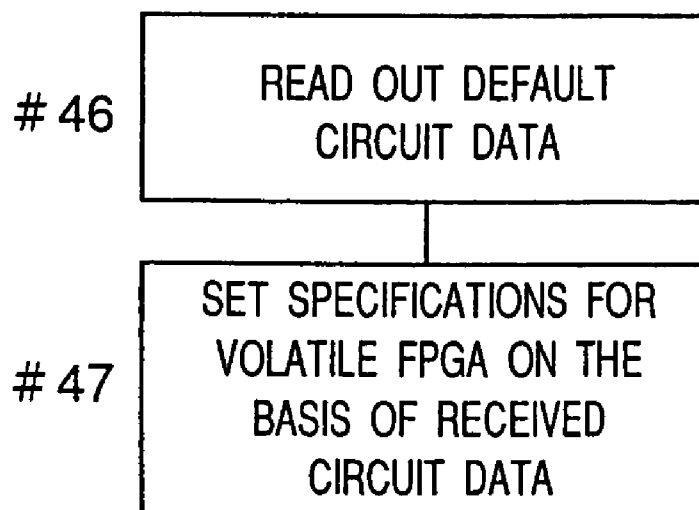 # 46
READ OUT DEFAULT
CIRCUIT DATA
# 47
SET SPECIFICATIONS FOR
VOLATILE FPGA ON THE
BASIS OF RECEIVED
CIRCUIT DATA